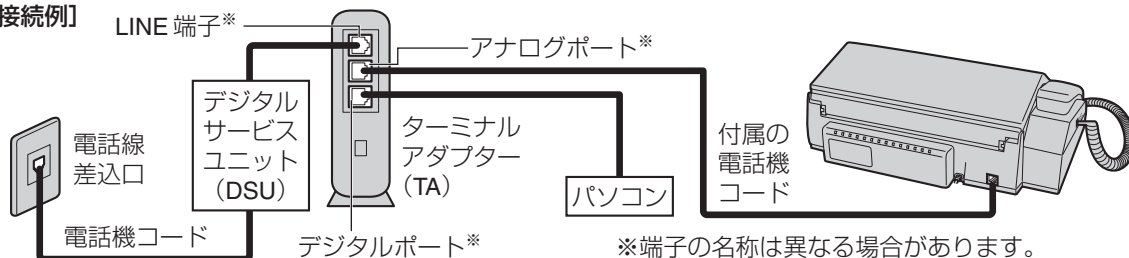 接続例]
LINE 端子※
アナログポート※
デジタル
サービス
ユニット
(DSU)
電話線
差込口
ターミナル
アダプター
(TA)
付属の
電話機
コード
パソコン
電話機コード
デジタルポート※
※端子の名称は異なる場合があります。